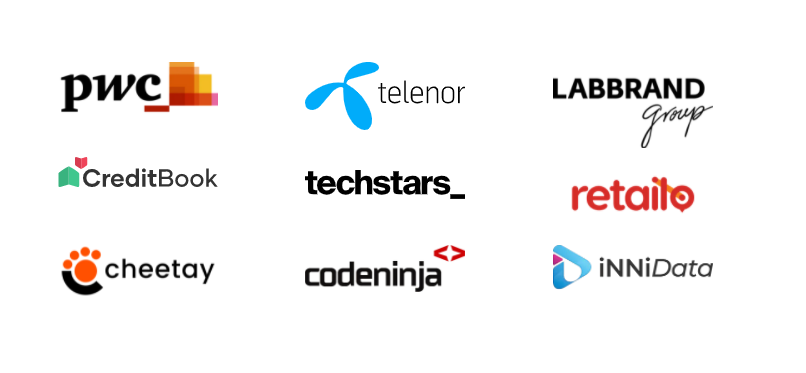 pwc
telenor
LABBRAND
group
CreditBook
techstars_
retailo
cheetay
codeninja<>
iNNiData